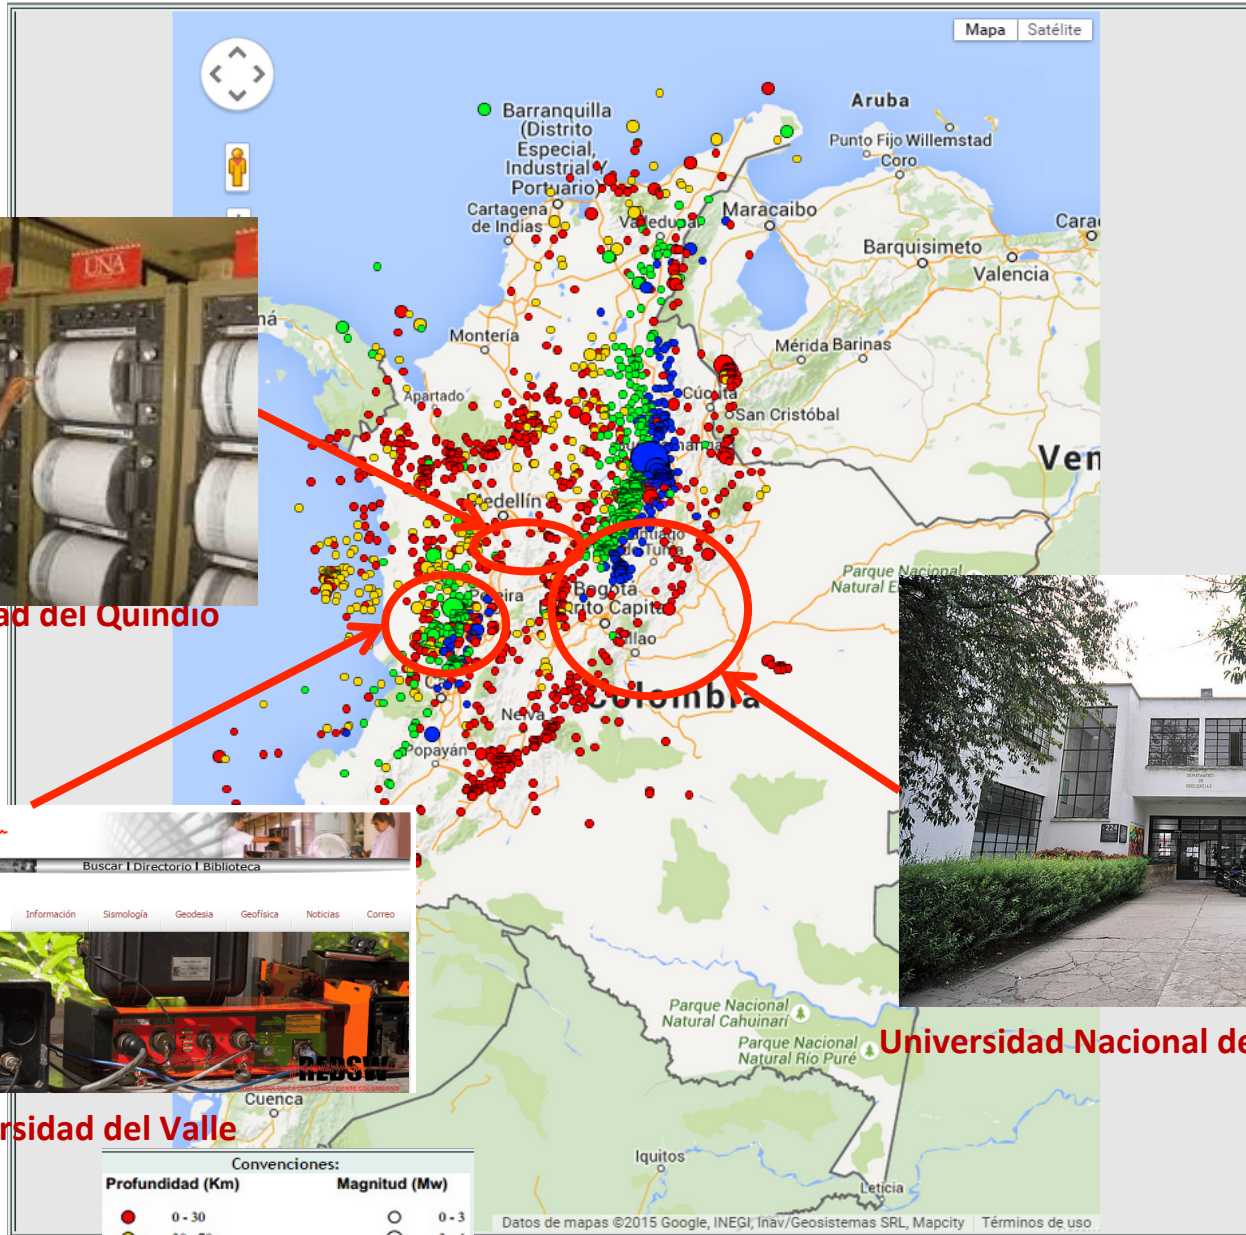 Mapa
Satélite
Aruba
Barranquilla
(Distrito
Especial,
Industrial Y
Portuario)
Punto Fijo
Willemstad
Coro
Cartagena
de Indias
Valledupar
Maracaibo
Barquisimeto
Valencia
UNA
Montería
Mérida
Barinas
Apartado
Cúcuta
San Cristóbal
Ven
Medellín
Bogotá
Colombia
Neiva
Popayán
Parque Nacional
ad del Quindío
Buscar | Directorio | Biblioteca
Información
Sismología
Geodesia
Geofísica
Noticias
Correo
REDSW
Parque Nacional
Natural Cahuinarí
Parque Nacional
Natural Río Puré
224
Universidad Nacional de
Cuenca
rsidad del Valle
Iquitos
Leticia
Convenciones:
Profundidad (Km)
Magnitud (Mw)
0 - 30
0 - 3
Datos de mapas ©2015 Google, INEGI, Inav/Geosistemas SRL, Mapcity
Términos de uso